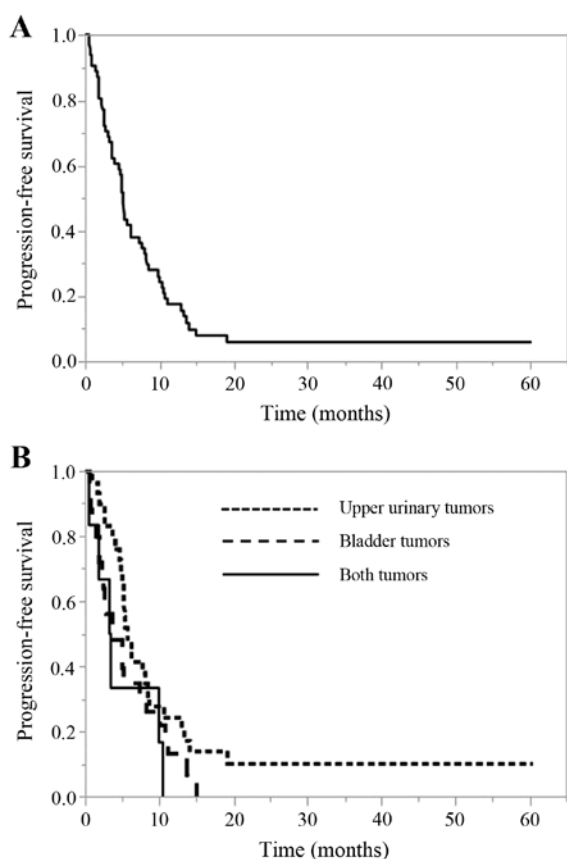 A
Progression-free survival
1.0
0.8
0.6
0.4
0.2
0.0
0 10 20 30 40 50 60
Time (months)
B
Progression-free survival
1.0
0.8
0.6
0.4
0.2
0.0
Upper urinary tumors
Bladder tumors
Both tumors
0 10 20 30 40 50 60
Time (months)